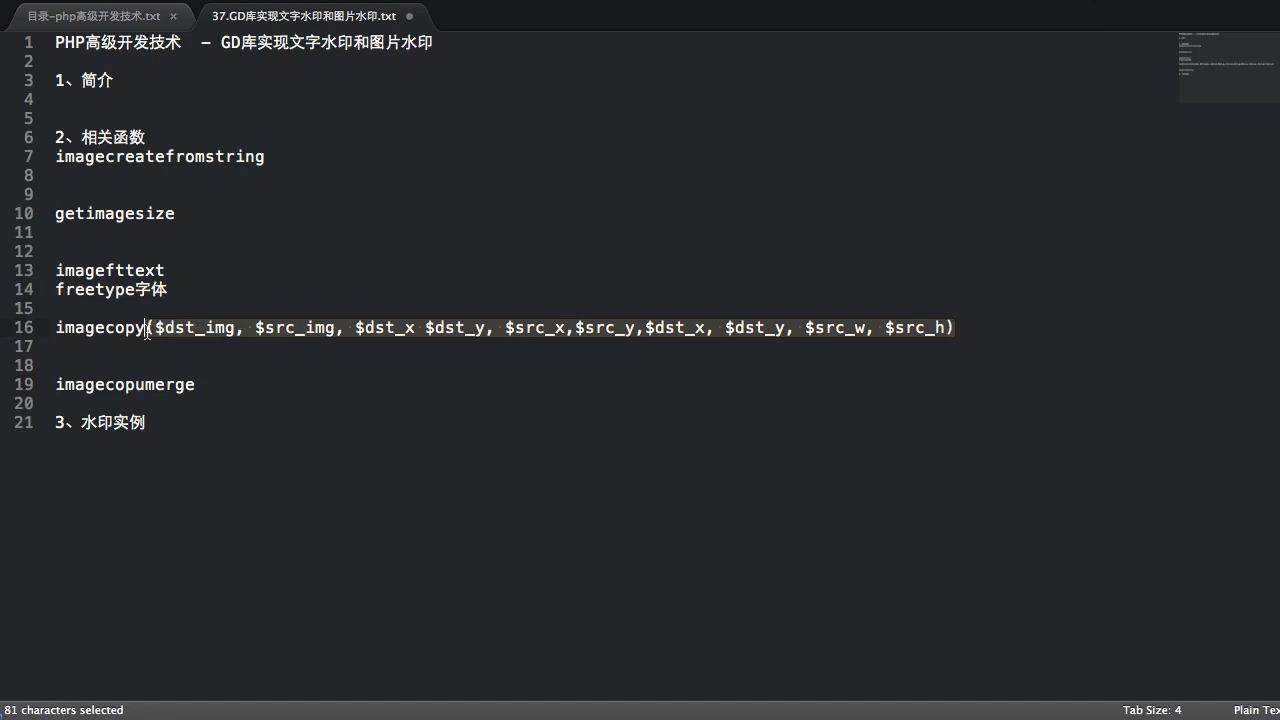 目录-php高级开发技术.txt ×
37.GD库实现文字水印和图片水印.txt
1 PHP高级开发技术 - GD库实现文字水印和图片水印
2
3 1、简介
4
5
6 2、相关函数
7 imagecreatefromstring
8
9
10 getimagesize
11
12
13 imagefttext
14 freetype字体
15
16 imagecopy($dst_img, $src_img, $dst_x $dst_y, $src_x,$src_y,$dst_x, $dst_y, $src_w, $src_h)
17
18
19 imagecopumerge
20
21 3、水印实例
81 characters selected
Tab Size: 4
Plain Tex